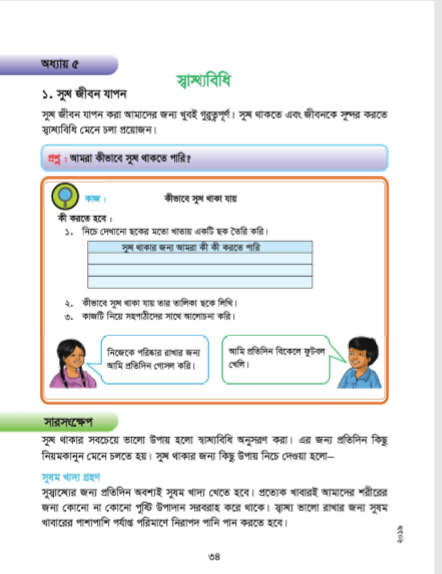 অধ্যায় ৫
স্বাস্থ্যবিধি
১. সুস্থ জীবন যাপন
সুস্থ জীবন যাপন করা আমাদের জন্য খুবই গুরুত্বপূর্ণ। সুস্থ থাকতে এবং জীবনকে সুন্দর করতে
স্বাস্থ্যবিধি মেনে চলা প্রয়োজন।
প্রশ্ন : আমরা কীভাবে সুস্থ থাকতে পারি?
কাজ : কীভাবে সুস্থ থাকা যায়
কী করতে হবে :
১. নিচে দেখানো ছকের মতো খাতায় একটি ছক তৈরি করি।
সুস্থ থাকার জন্য আমরা কী কী করতে পারি
২. কীভাবে সুস্থ থাকা যায় তার তালিকা ছকে লিখি।
৩. কাজটি নিয়ে সহপাঠীদের সাথে আলোচনা করি।
নিজেকে পরিষ্কার রাখার জন্য
আমি প্রতিদিন গোসল করি।
আমি প্রতিদিন বিকেলে ফুটবল
খেলি।
সারসংক্ষেপ
সুস্থ থাকার সবচেয়ে ভালো উপায় হলো স্বাস্থ্যবিধি অনুসরণ করা। এর জন্য প্রতিদিন কিছু
নিয়মকানুন মেনে চলতে হয়। সুস্থ থাকার জন্য কিছু উপায় নিচে দেওয়া হলো—
সুষম খাদ্য গ্রহণ
সুস্বাস্থ্যের জন্য প্রতিদিন অবশ্যই সুষম খাদ্য খেতে হবে। প্রত্যেক খাবারই আমাদের শরীরের
জন্য কোনো না কোনো পুষ্টি উপাদান সরবরাহ করে থাকে। স্বাস্থ্য ভালো রাখার জন্য সুষম
খাবারের পাশাপাশি পর্যাপ্ত পরিমাণে নিরাপদ পানি পান করতে হবে।
২০১৯
৩৪